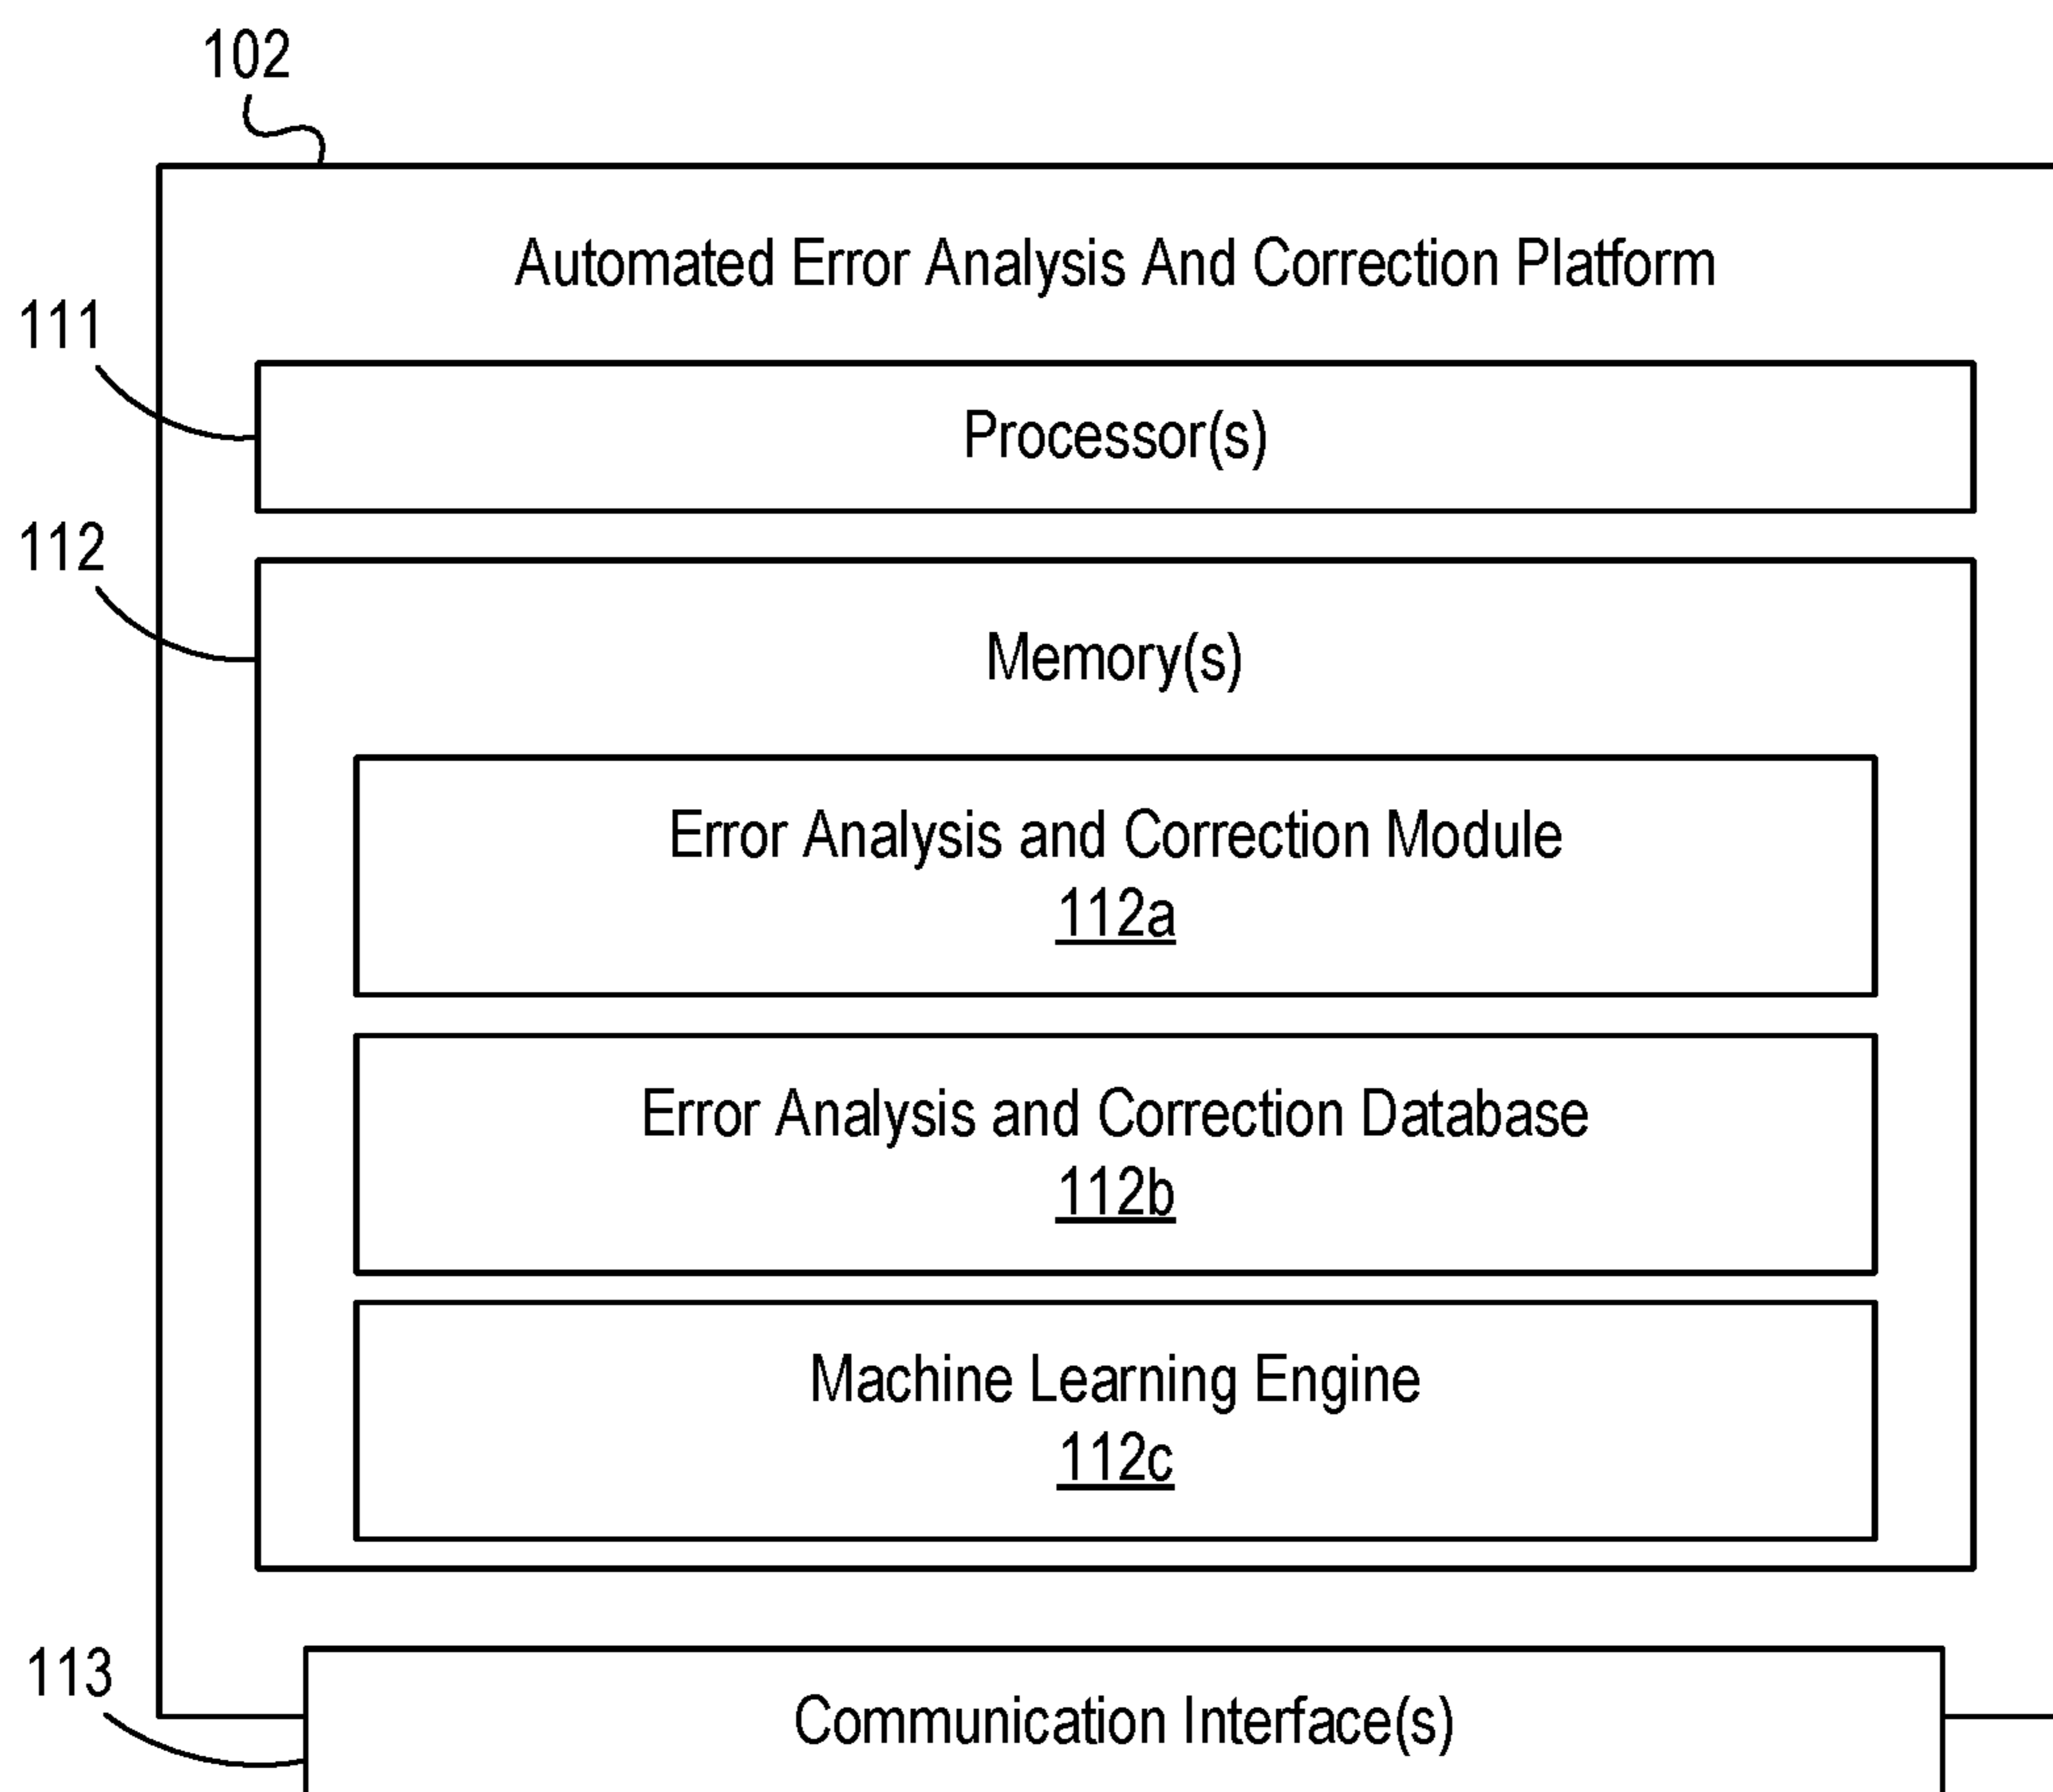 102
Automated Error Analysis And Correction Platform
111
Processor(s)
112
Memory(s)
Error Analysis and Correction Module
112a
Error Analysis and Correction Database
112b
Machine Learning Engine
112c
113
Communication Interface(s)